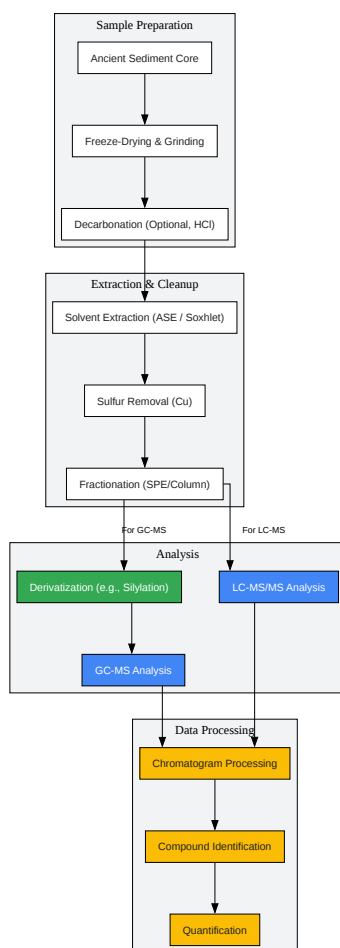 Sample Preparation
Ancient Sediment Core
Freeze-Drying & Grinding
Decarbonation (Optional, HCl)
Extraction & Cleanup
Solvent Extraction (ASE / Soxhlet)
Sulfur Removal (Cu)
Fractionation (SPE/Column)
For GC-MS
For LC-MS
Analysis
Derivatization (e.g., Silylation)
LC-MS/MS Analysis
GC-MS Analysis
Data Processing
Chromatogram Processing
Compound Identification
Quantification